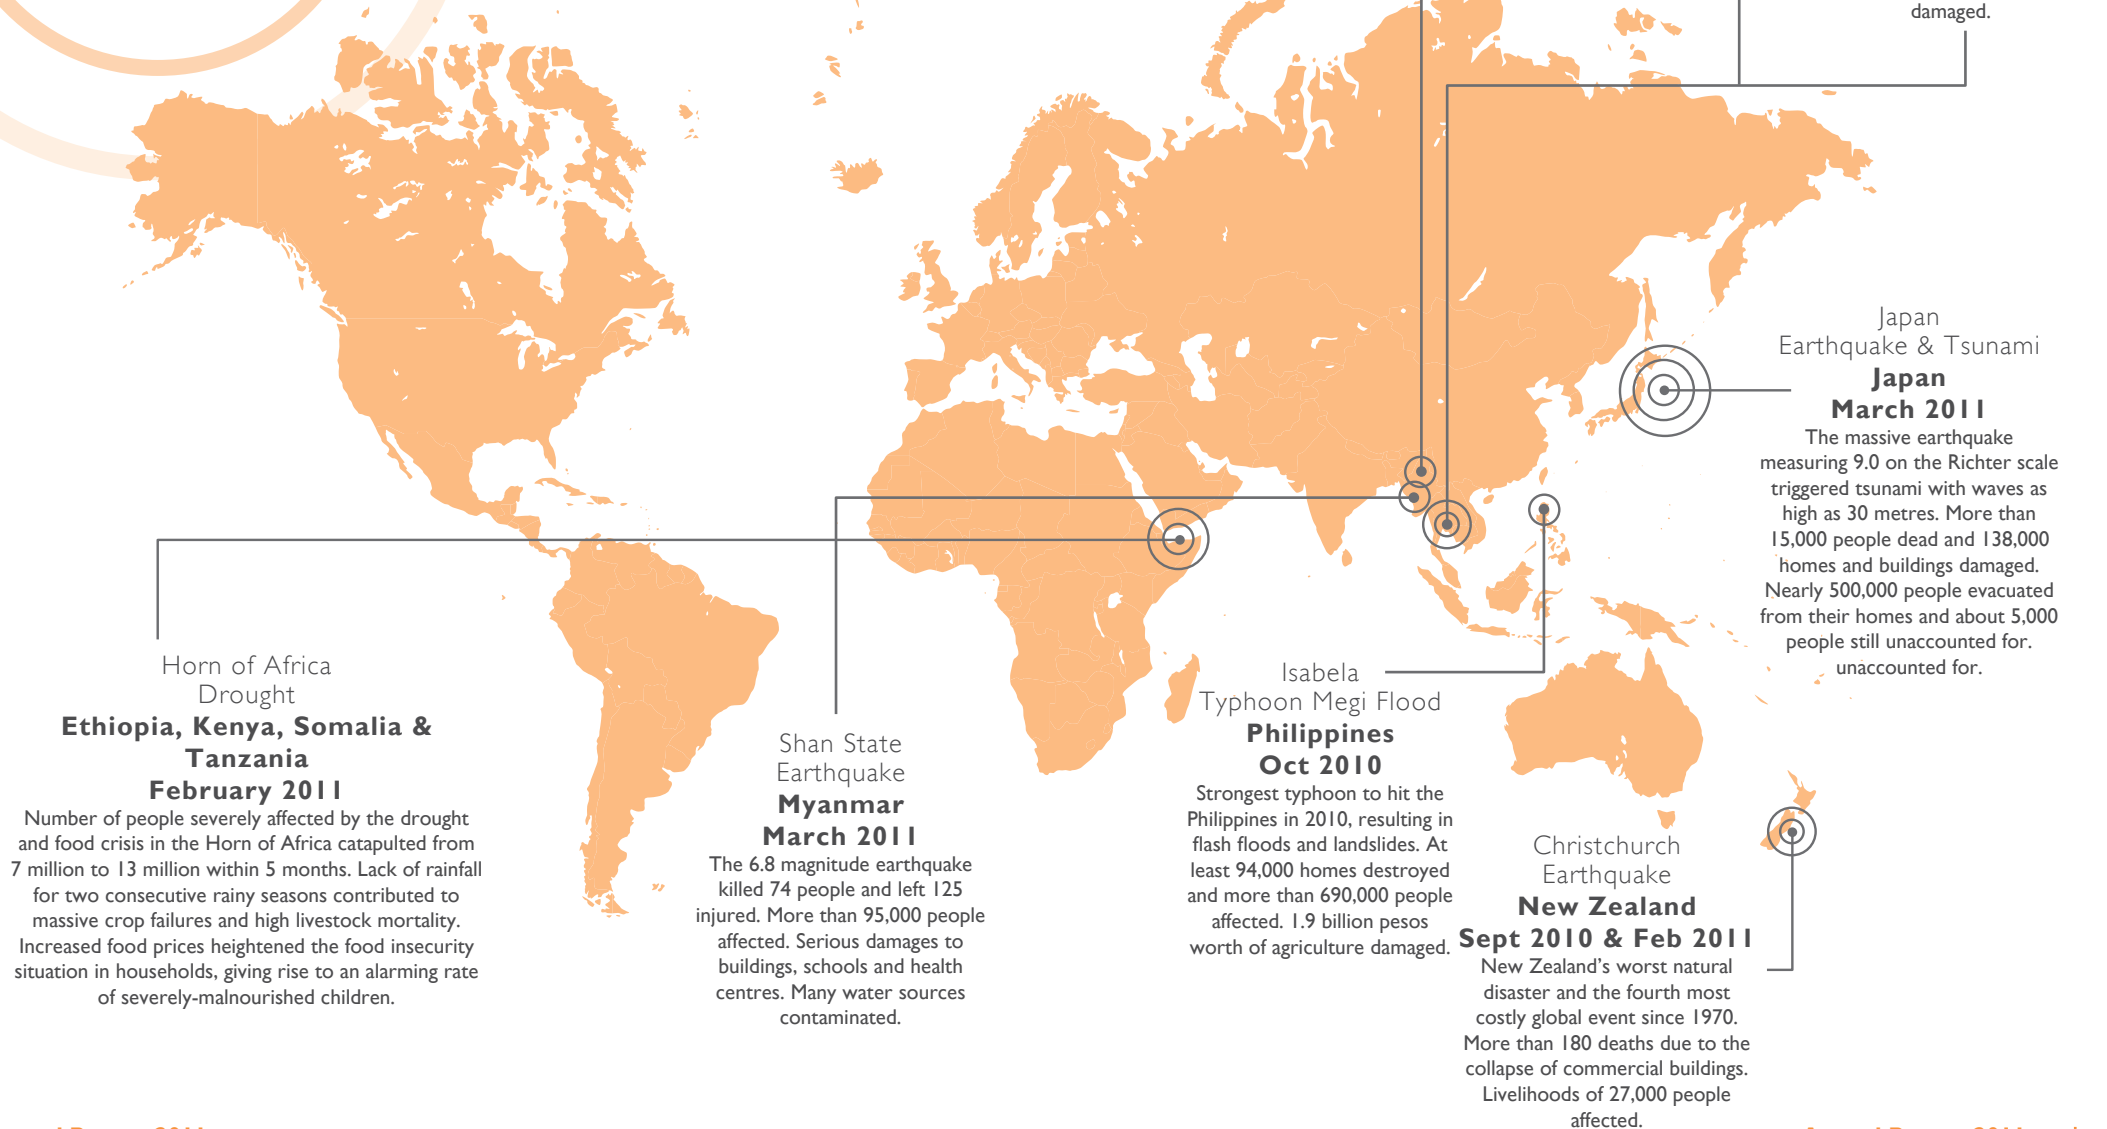 damaged.
Japan
Earthquake & Tsunami
Japan
March 2011
The massive earthquake
measuring 9.0 on the Richter scale
triggered tsunami with waves as
high as 30 metres. More than
15,000 people dead and 138,000
homes and buildings damaged.
Nearly 500,000 people evacuated
from their homes and about 5,000
people still unaccounted for.
unaccounted for.
Horn of Africa
Drought
Ethiopia, Kenya, Somalia &
Tanzania
February 2011
Number of people severely affected by the drought
and food crisis in the Horn of Africa catapulted from
7 million to 13 million within 5 months. Lack of rainfall
for two consecutive rainy seasons contributed to
massive crop failures and high livestock mortality.
Increased food prices heightened the food insecurity
situation in households, giving rise to an alarming rate
of severely-malnourished children.
Shan State
Earthquake
Myanmar
March 2011
The 6.8 magnitude earthquake
killed 74 people and left 125
injured. More than 95,000 people
affected. Serious damages to
buildings, schools and health
centres. Many water sources
contaminated.
Isabela
Typhoon Megi Flood
Philippines
Oct 2010
Strongest typhoon to hit the
Philippines in 2010, resulting in
flash floods and landslides. At
least 94,000 homes destroyed
and more than 690,000 people
affected. 1.9 billion pesos
worth of agriculture damaged.
Christchurch
Earthquake
New Zealand
Sept 2010 & Feb 2011
New Zealand’s worst natural
disaster and the fourth most
costly global event since 1970.
More than 180 deaths due to the
collapse of commercial buildings.
Livelihoods of 27,000 people
affected.